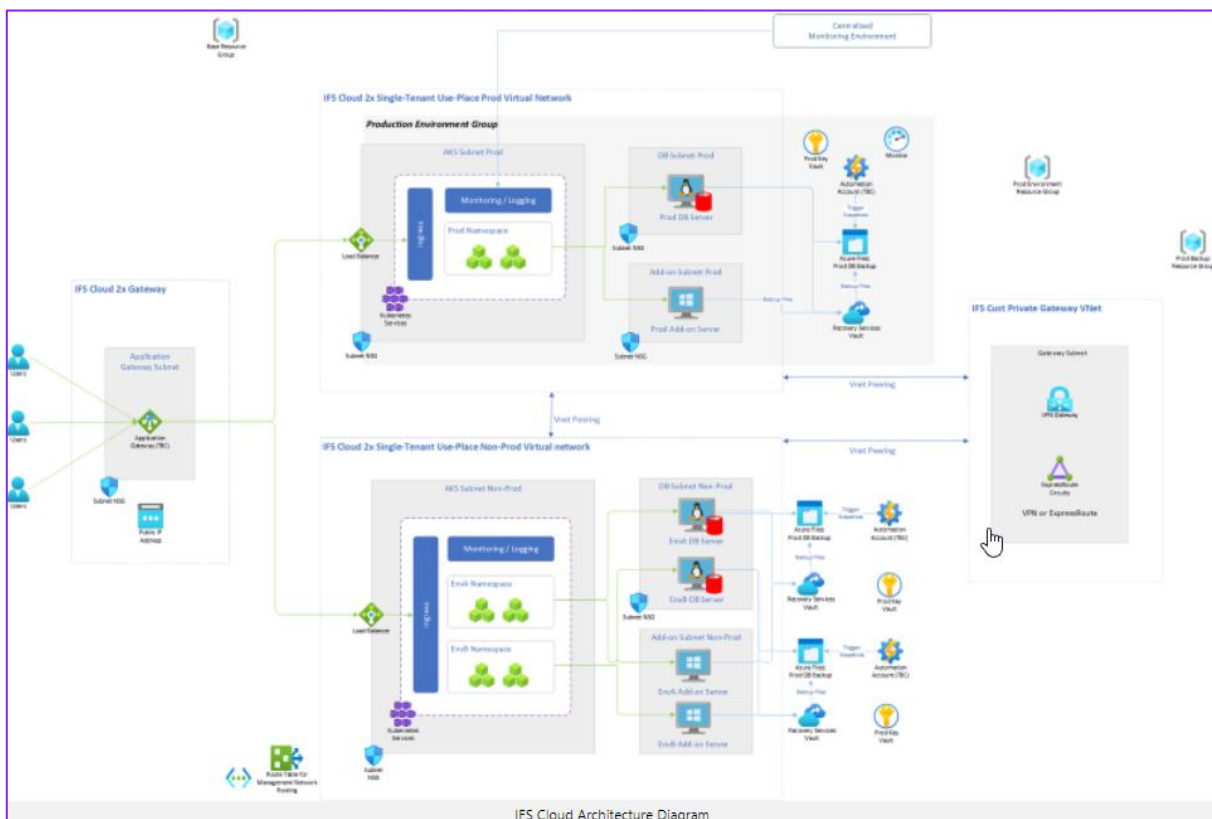 Centralised
Monitoring Environment
Base Resource
Group
IFS Cloud 2x Single-Tenant Use-Place Prod Virtual Network
Production Environment Group
AKS Subnet Prod
Monitoring / Logging
Ingress
Prod Namespace
Load Balancer
Kubernetes
Services
Subnet NSG
DB Subnet Prod
Prod DB Server
Subnet NSG
Add-on Subnet Prod
Prod Add-on Server
Subnet NSG
Backup Files
Prod Key
Vault
Monitor
Automation
Account (TBC)
Trigger
Snapshots
Azure Files
Prod DB Backup
Backup Files
Recovery Services
Vault
Prod Environment
Resource Group
Prod Backup
Resource Group
IFS Cloud 2x Gateway
Application
Gateway Subnet
Application
Gateway (TBC)
Subnet NSG
Public IP
Address
Users
Users
Users
IFS Cust Private Gateway VNet
Gateway Subnet
VPN Gateway
ExpressRoute
Circuits
VPN or ExpressRoute
Vnet Peering
Vnet Peering
Vnet Peering
IFS Cloud 2x Single-Tenant Use-Place Non-Prod Virtual network
AKS Subnet Non-Prod
Monitoring / Logging
Ingress
EnvA Namespace
EnvB Namespace
Load Balancer
Kubernetes
Services
Subnet
NSG
DB Subnet Non-Prod
EnvA DB Server
EnvB DB Server
Subnet NSG
Add-on Subnet Non-Prod
EnvA Add-on Server
EnvB Add-on Server
Azure Files
Prod DB Backup
Trigger
Snapshots
Automation
Account (TBC)
Backup Files
Recovery Services
Vault
Prod Key
Vault
Azure Files
Prod DB Backup
Trigger
Snapshots
Automation
Account (TBC)
Backup Files
Recovery Services
Vault
Prod Key
Vault
Route Table for
Management Network
Routing
IFS Cloud Architecture Diagram